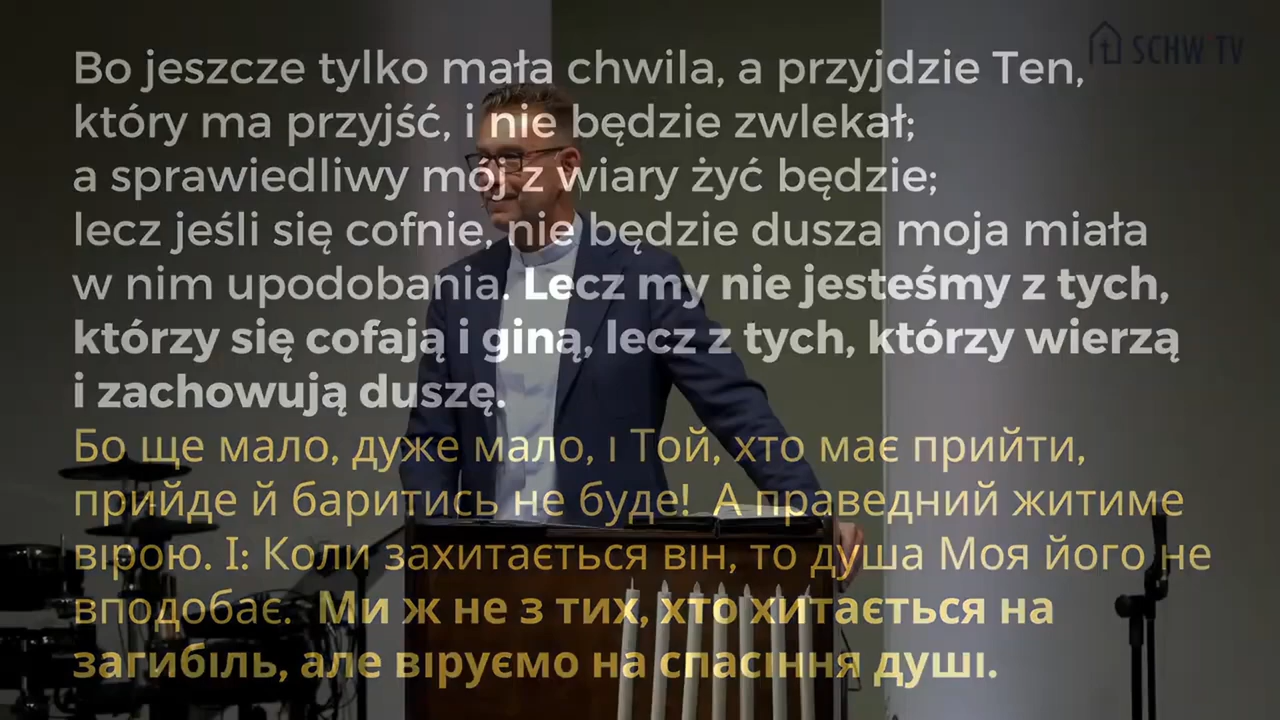 SCHW TV
Bo jeszcze tylko mała chwila, a przyjdzie Ten,
który ma przyjść, i nie będzie zwlekał;
a sprawiedliwy mój z wiary żyć będzie;
lecz jeśli się cofnie, nie będzie dusza moja miała
w nim upodobania. Lecz my nie jesteśmy z tych,
którzy się cofają i giną, lecz z tych, którzy wierzą
i zachowują duszę.
Бо ще мало, дуже мало, і Той, хто має прийти,
прийде й баритись не буде! А праведний житиме
вірою. І: Коли захитається він, то душа Моя його не
вподобає. Ми ж не з тих, хто хитається на
загибіль, але віруємо на спасіння душі.